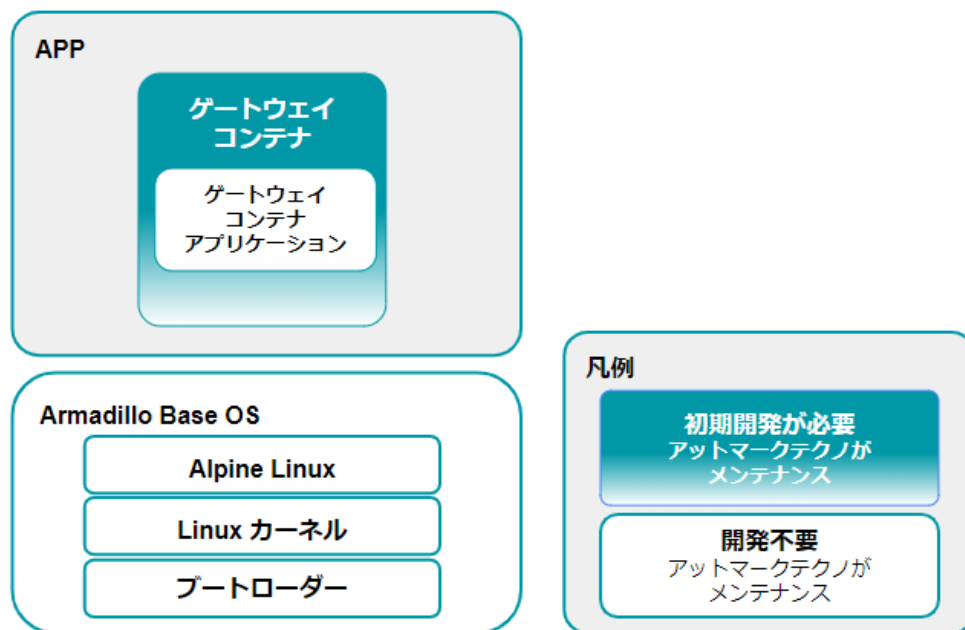 APP
ゲートウェイ
コンテナ
ゲートウェイ
コンテナ
アプリケーション
Armadillo Base OS
Alpine Linux
Linux カーネル
ブートローダー
凡例
初期開発が必要
アットマークテクノが
メンテナンス
開発不要
アットマークテクノが
メンテナンス